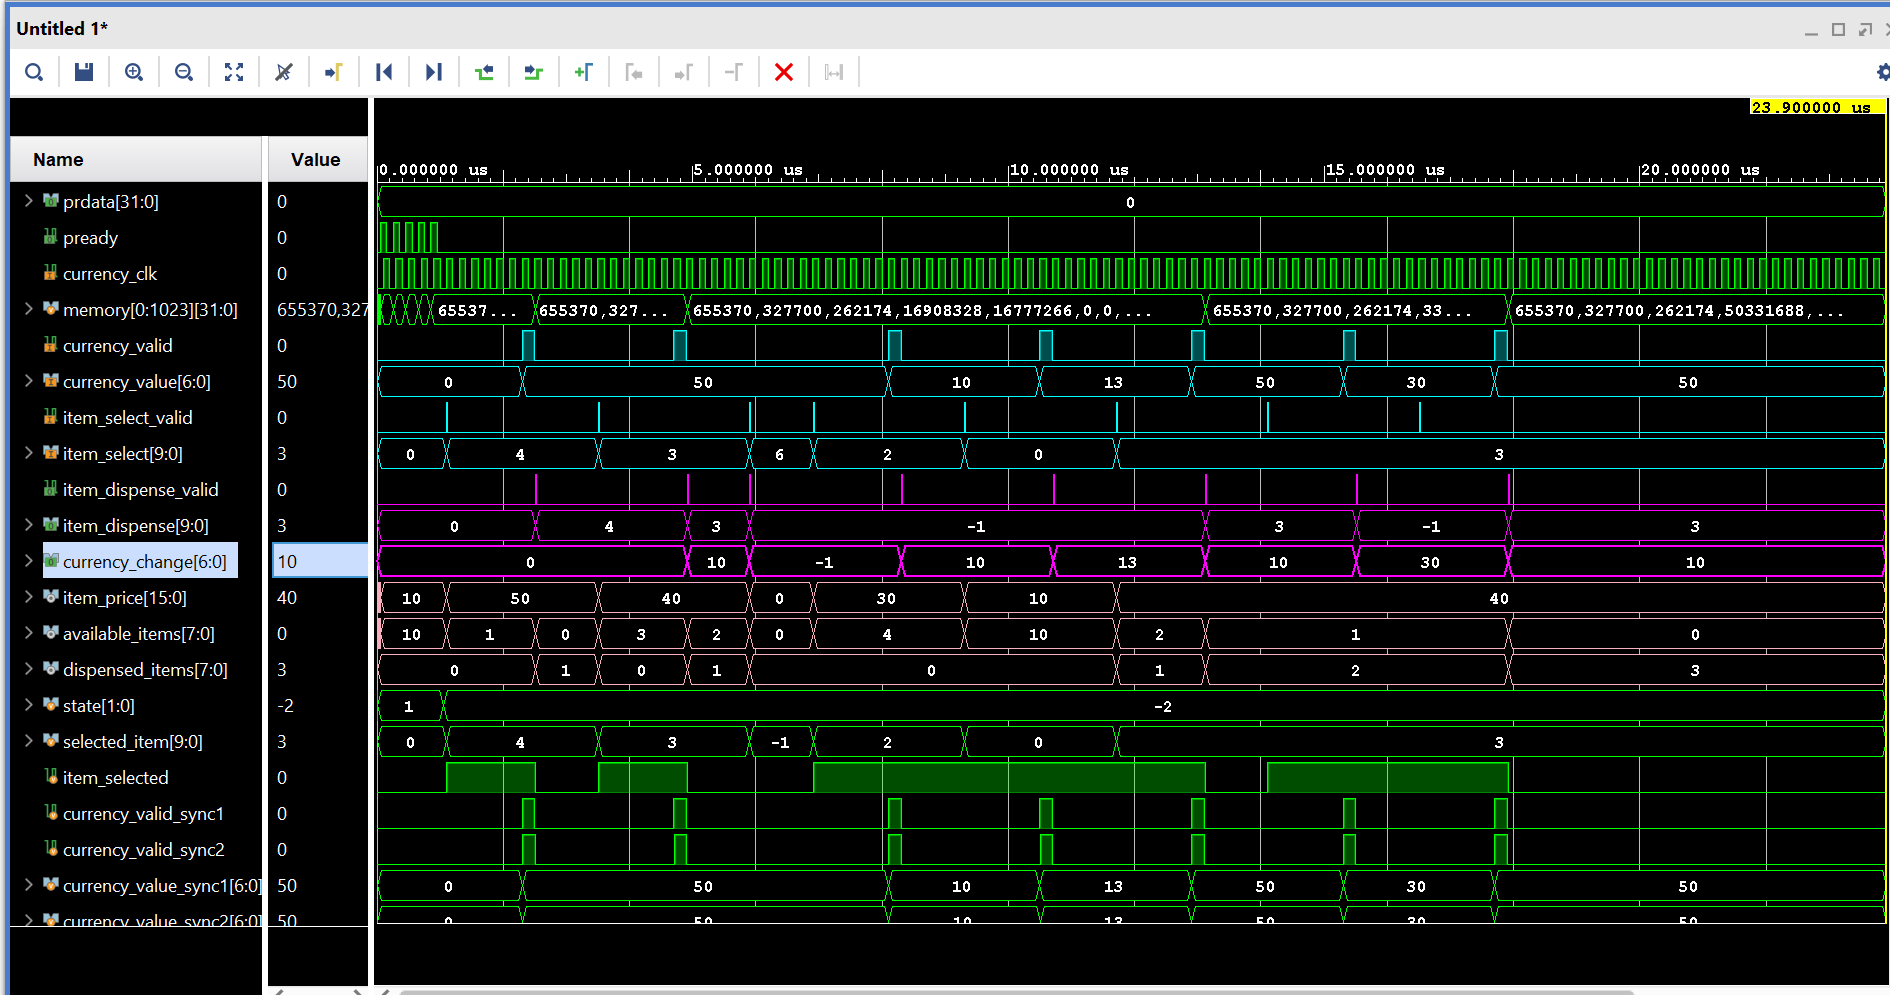 Untitled 1*
23.900000 us
Name Value
0.000000 us 5.000000 us 10.000000 us 15.000000 us 20.000000 us
prdata[31:0] 0 0
pready 0
currency_clk 0
memory[0:1023][31:0] 655370,327 65537... 655370,327... 655370,327700,262174,16908328,16777266,0,0,... 655370,327700,262174,33... 655370,327700,262174,50331688,...
currency_valid 0
currency_value[6:0] 50 0 50 10 13 50 30 50
item_select_valid 0
item_select[9:0] 3 0 4 3 6 2 0 3
item_dispense_valid 0
item_dispense[9:0] 3 0 4 3 -1 3 -1 3
currency_change[6:0] 10 0 10 -1 10 13 10 30 10
item_price[15:0] 40 10 50 40 0 30 10 40
available_items[7:0] 0 10 1 0 3 2 0 4 10 2 1 0
dispensed_items[7:0] 3 0 1 0 1 0 1 2 3
state[1:0] -2 1 -2
selected_item[9:0] 3 0 4 3 -1 2 0 3
item_selected 0
currency_valid_sync1 0
currency_valid_sync2 0
currency_value_sync1[6:0] 50 0 50 10 13 50 30 50
currency_value_sync2[6:0] 50 0 50 10 13 50 30 50